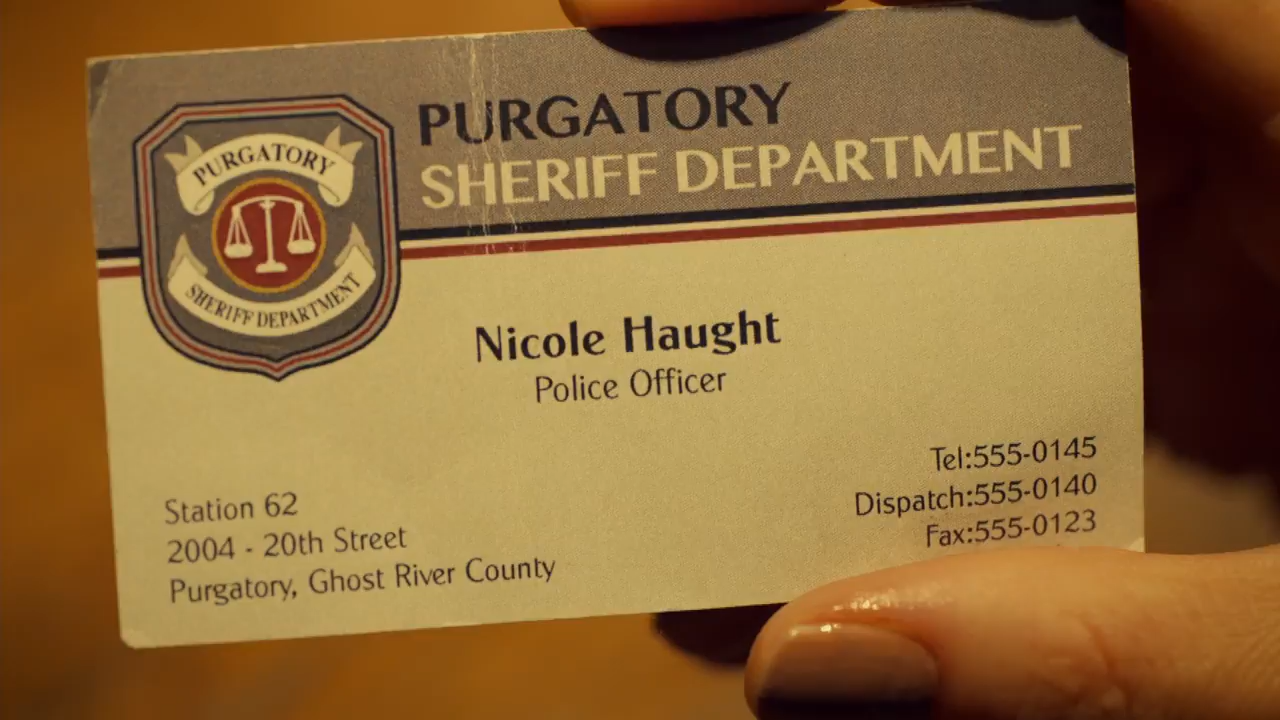 PURGATORY
SHERIFF DEPARTMENT
PURGATORY
SHERIFF DEPARTMENT
Nicole Haught
Police Officer
Station 62
2004 - 20th Street
Purgatory, Ghost River County
Tel:555-0145
Dispatch:555-0140
Fax:555-0123